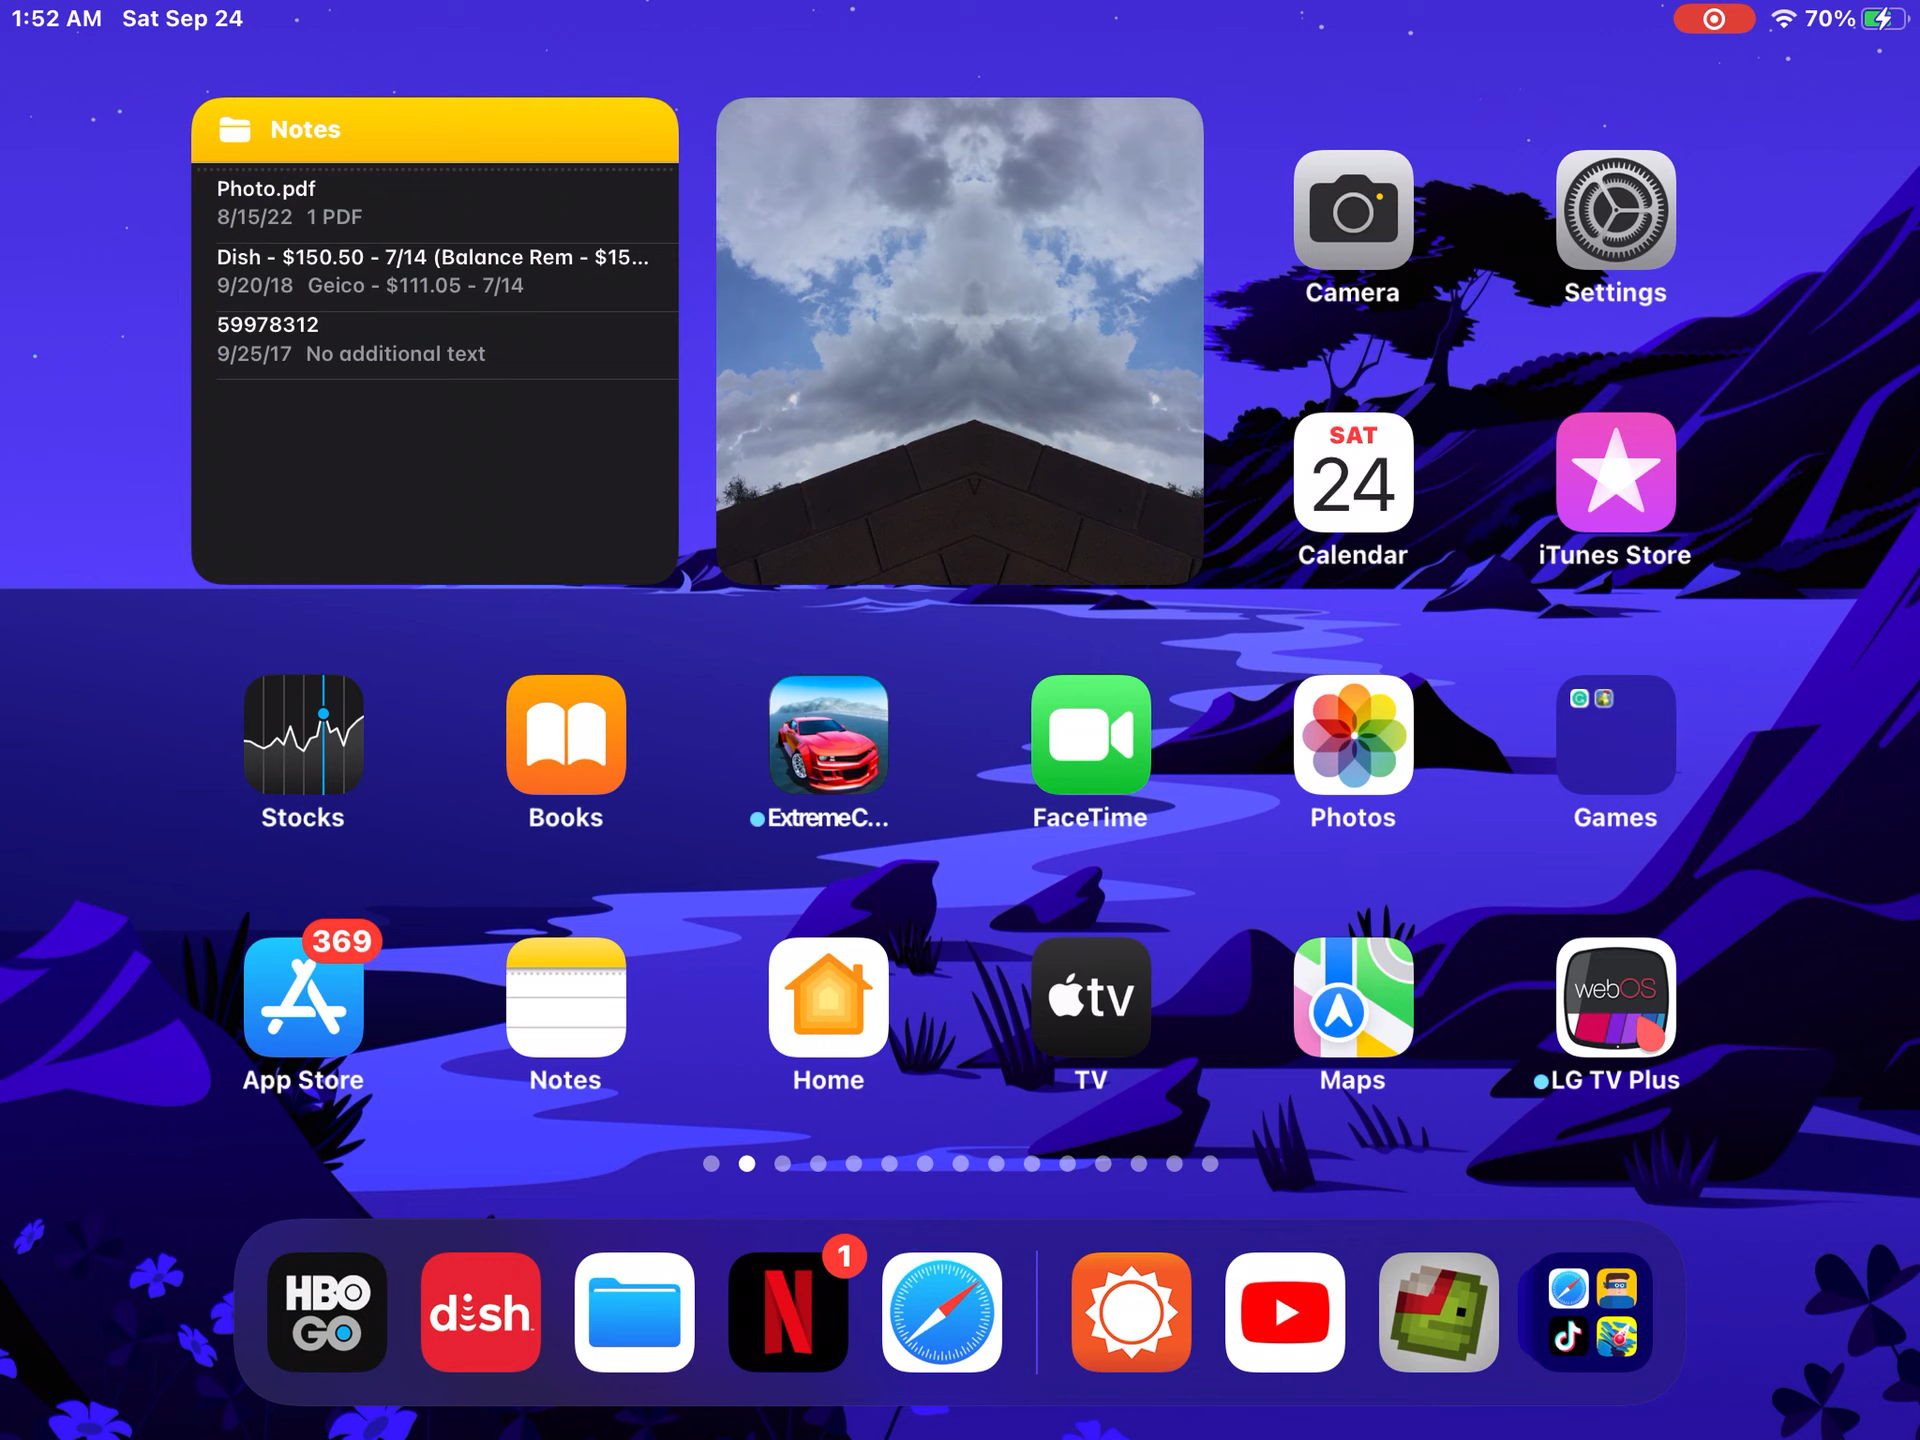 1:52 AM Sat Sep 24
70%
Notes
Photo.pdf
8/15/22 1 PDF
Dish - $150.50 - 7/14 (Balance Rem - $15...
9/20/18 Geico - $111.05 - 7/14
59978312
9/25/17 No additional text
Camera
Settings
SAT
24
Calendar
iTunes Store
Stocks
Books
ExtremeC...
FaceTime
Photos
Games
369
tv
webOS
App Store
Notes
Home
TV
Maps
LG TV Plus
HBO
GO
dish
N
1